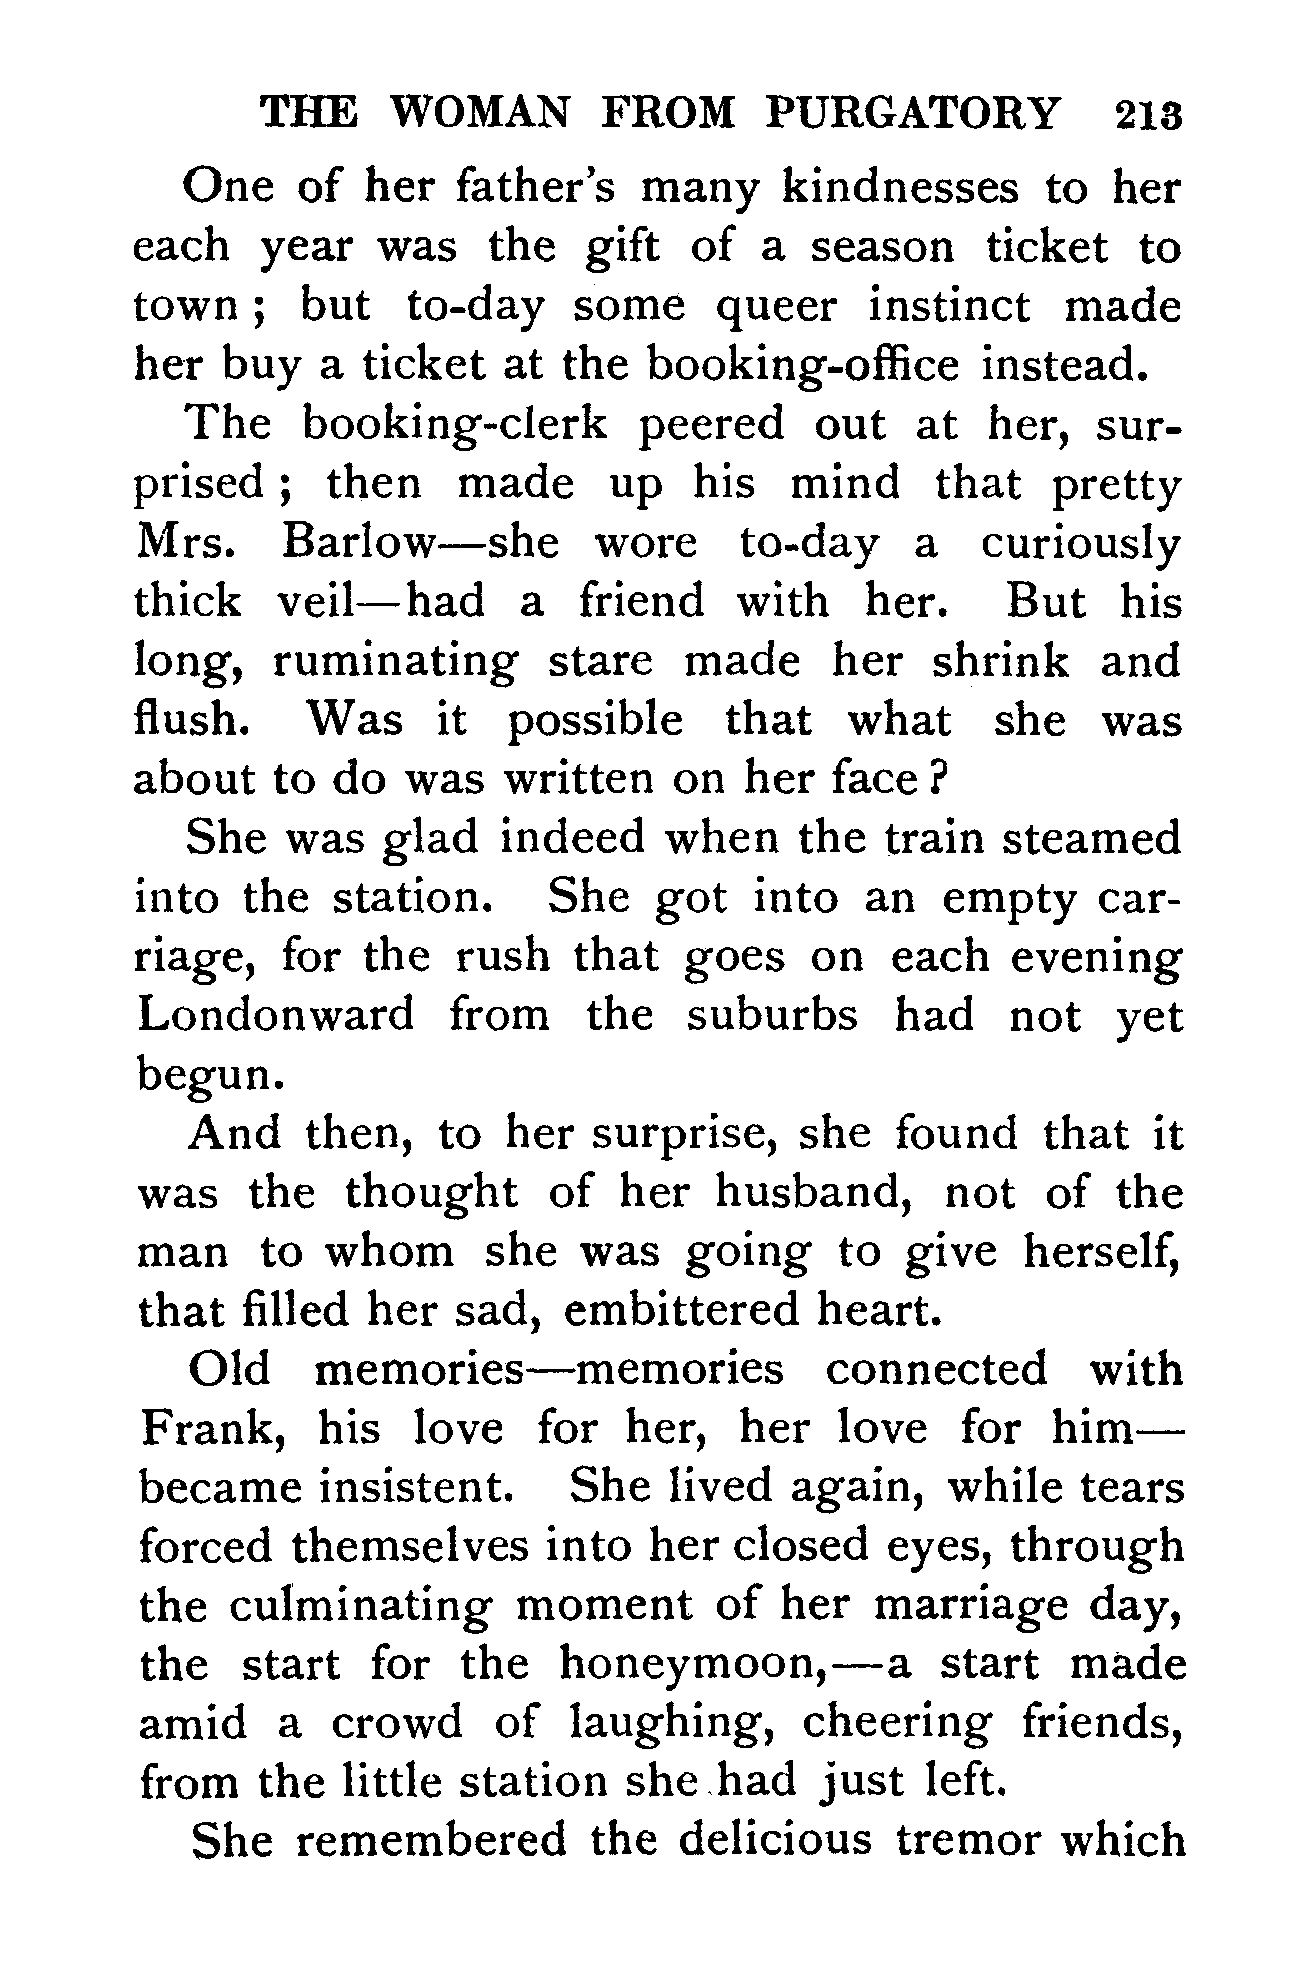 THE WOMAN FROM PURGATORY 213
One of her father's many kindnesses to her
each year was the gift of a season ticket to
town ; but to-day some queer instinct made
her buy a ticket at the booking-office instead.
The booking-clerk peered out at her, sur-
prised ; then made up his mind that pretty
Mrs. Barlow—she wore to-day a curiously
thick veil—had a friend with her. But his
long, ruminating stare made her shrink and
flush. Was it possible that what she was
about to do was written on her face ?
She was glad indeed when the train steamed
into the station. She got into an empty car-
riage, for the rush that goes on each evening
Londonward from the suburbs had not yet
begun.
And then, to her surprise, she found that it
was the thought of her husband, not of the
man to whom she was going to give herself,
that filled her sad, embittered heart.
Old memories—memories connected with
Frank, his love for her, her love for him—
became insistent. She lived again, while tears
forced themselves into her closed eyes, through
the culminating moment of her marriage day,
the start for the honeymoon,—a start made
amid a crowd of laughing, cheering friends,
from the little station she had just left.
She remembered the delicious tremor which